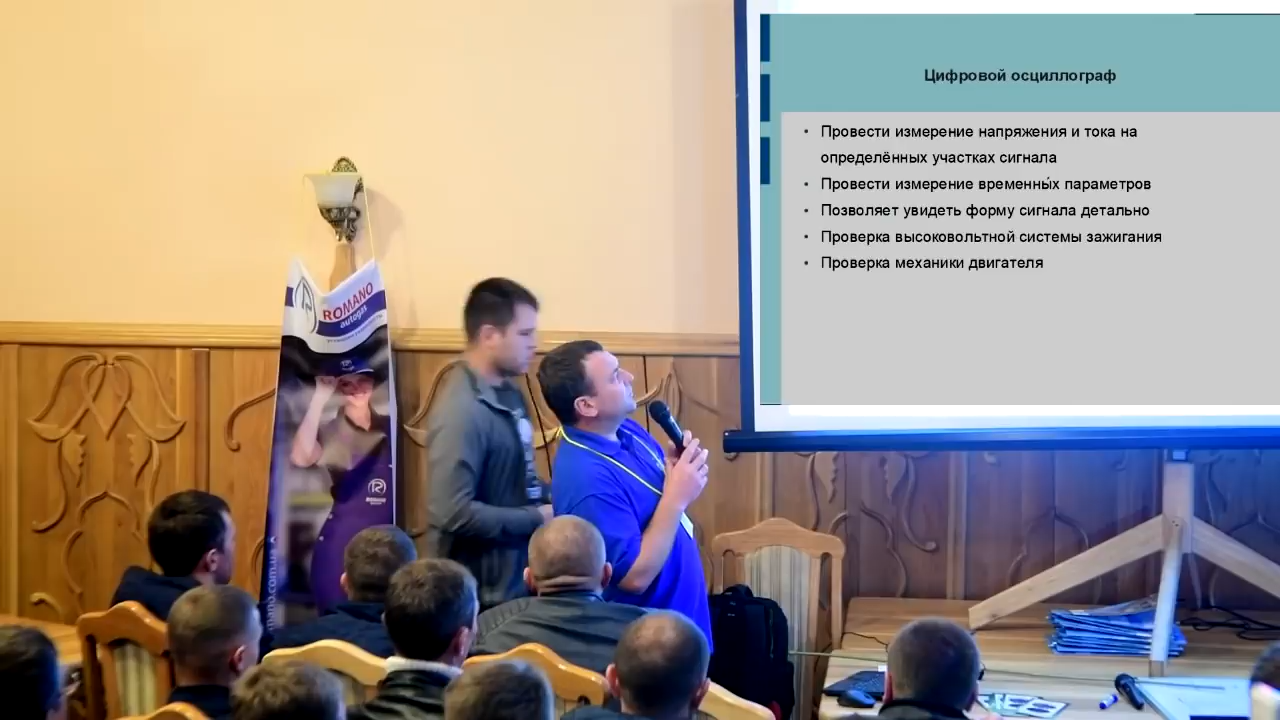 Цифровой осциллограф
• Провести измерение напряжения и тока на
определённых участках сигнала
• Провести измерение временны́х параметров
• Позволяет увидеть форму сигнала детально
• Проверка высоковольтной системы зажигания
• Проверка механики двигателя
ROMANO
autogas